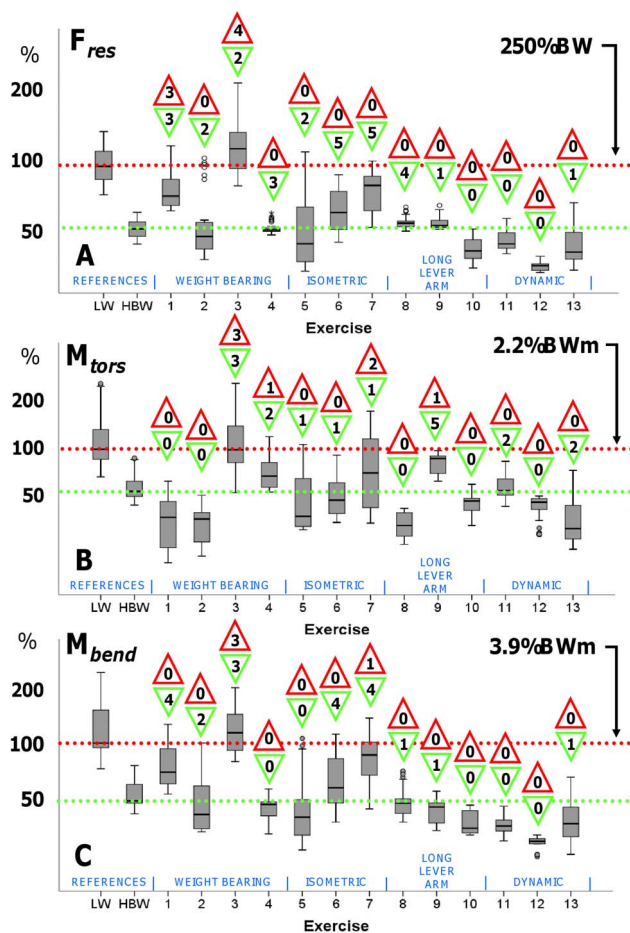 F res
%
250%BW
200
100
50
3 0 4 0 0 0 0 0 0 0 0 0 0
3 2 2 3 2 5 5 4 1 0 0 0 1
A
REFERENCES WEIGHT BEARING ISOMETRIC LONG LEVER ARM DYNAMIC
LW HBW 1 2 3 4 5 6 7 8 9 10 11 12 13
Exercise
M tors
%
2.2%BWm
200
100
50
0 0 3 1 0 0 2 0 1 0 0 0 0
0 0 3 2 1 1 1 0 5 0 2 0 2
B
REFERENCES WEIGHT BEARING ISOMETRIC LONG LEVER ARM DYNAMIC
LW HBW 1 2 3 4 5 6 7 8 9 10 11 12 13
Exercise
M bend
%
3.9%BWm
200
100
50
0 0 3 0 0 0 1 0 0 0 0 0 0
4 2 3 0 0 4 4 1 1 0 0 0 1
C
REFERENCES WEIGHT BEARING ISOMETRIC LONG LEVER ARM DYNAMIC
LW HBW 1 2 3 4 5 6 7 8 9 10 11 12 13
Exercise